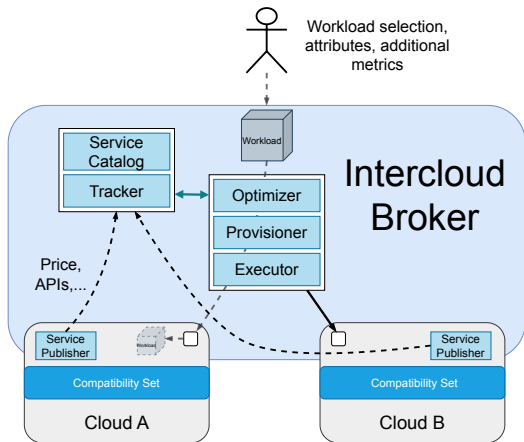 Workload selection,
attributes, additional
metrics
Workload
Service
Catalog
Tracker
Optimizer
Provisioner
Executor
Intercloud
Broker
Price,
APIs,...
Service
Publisher
Workload
Compatibility Set
Cloud A
Service
Publisher
Compatibility Set
Cloud B